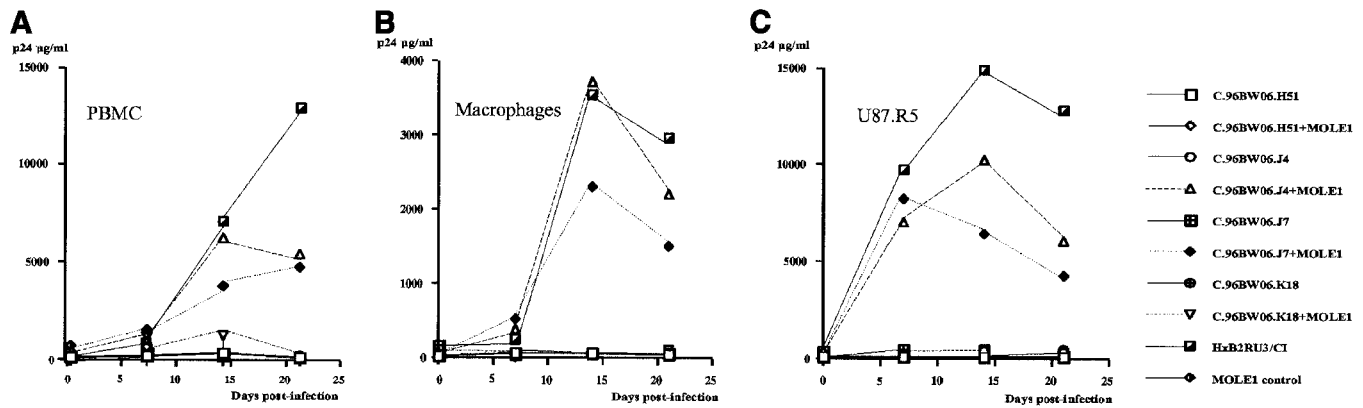 A
p24 µg/ml
15000
10000
5000
0
PBMC
0
5
10
15
20
25
Days post-infection
B
p24 µg/ml
4000
3000
2000
1000
0
Macrophages
0
5
10
15
20
25
Days post-infection
C
p24 µg/ml
15000
10000
5000
0
U87.R5
0
5
10
15
20
25
Days post-infection
C.96BW06.H51
C.96BW06.H51+MOLE1
C.96BW06.J4
C.96BW06.J4+MOLE1
C.96BW06.J7
C.96BW06.J7+MOLE1
C.96BW06.K18
C.96BW06.K18+MOLE1
HxB2RU3/CI
MOLE1 control